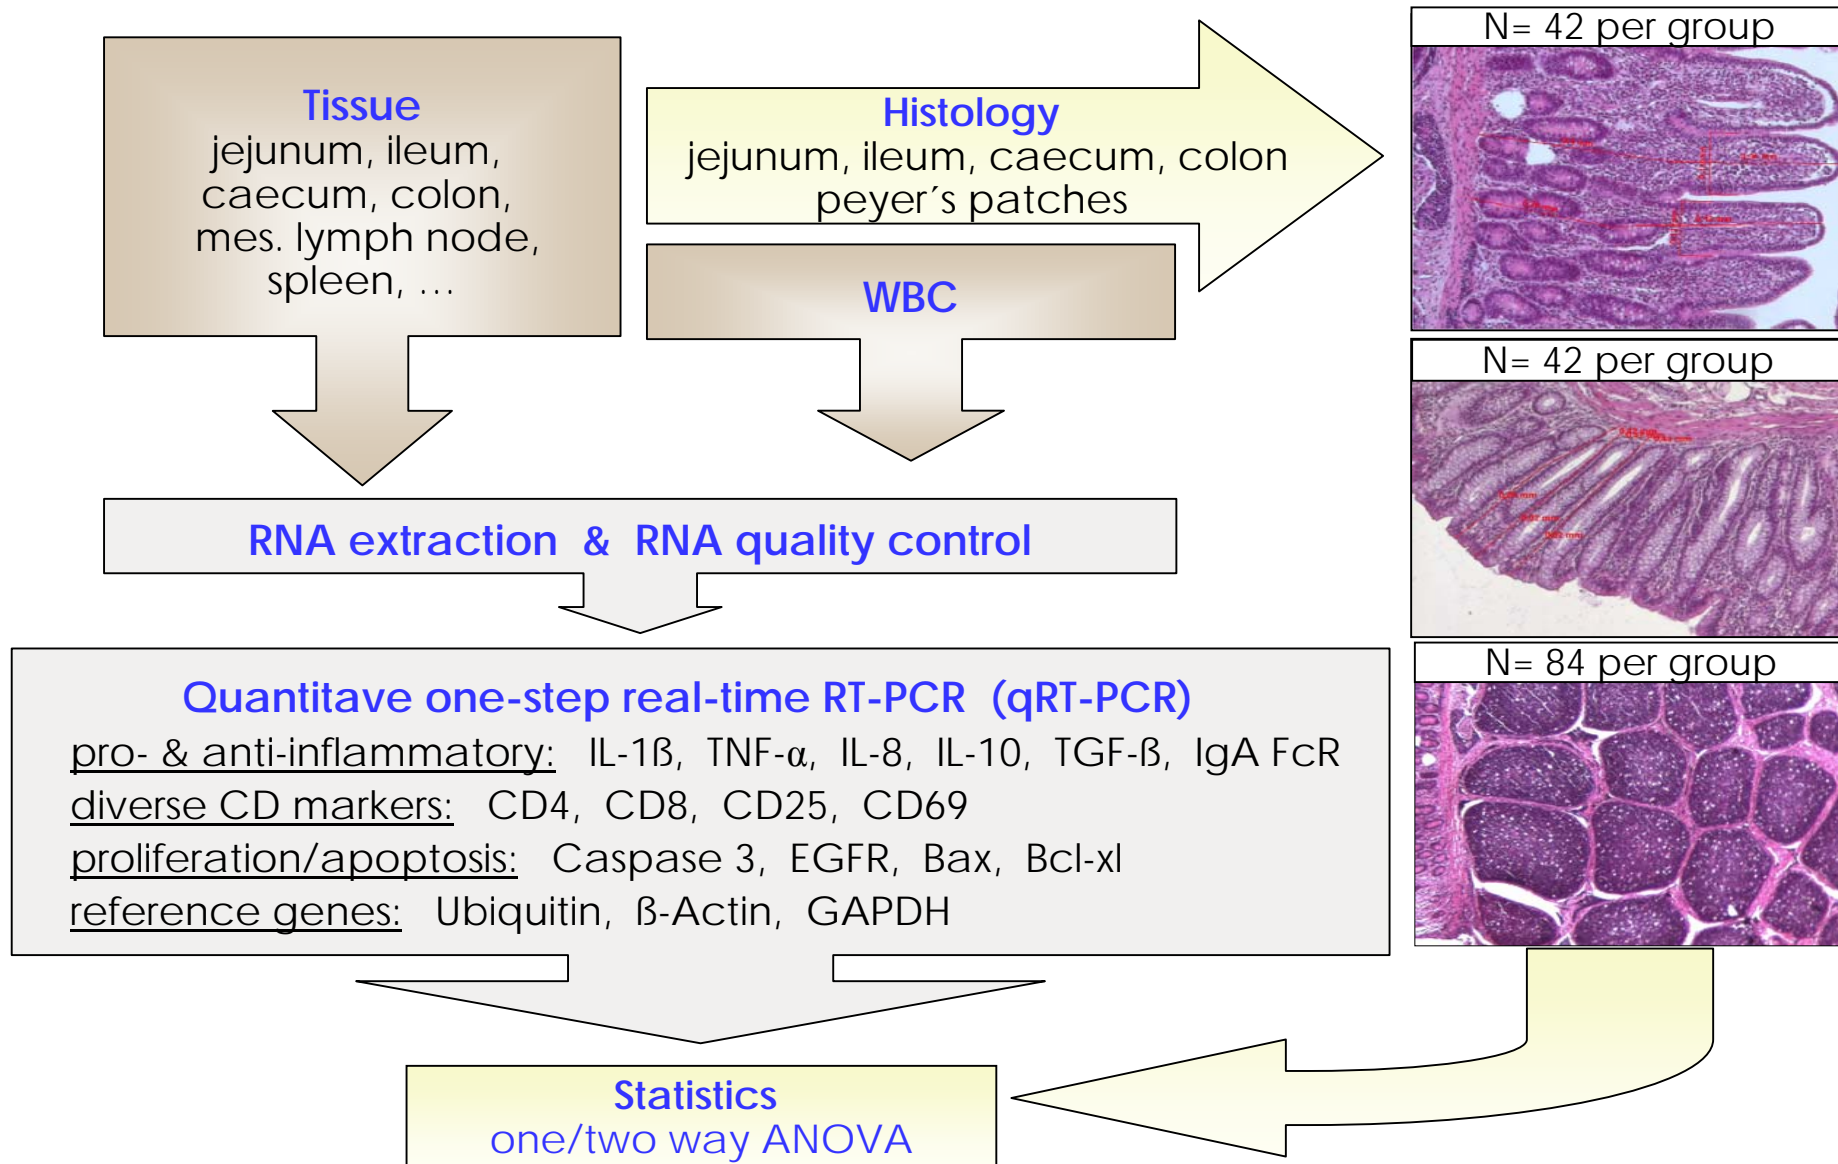 Tissue
jejunum, ileum,
caecum, colon,
mes. lymph node,
spleen, …
Histology
jejunum, ileum, caecum, colon
peyer´s patches
WBC
RNA extraction & RNA quality control
Quantitave one-step real-time RT-PCR (qRT-PCR)
pro- & anti-inflammatory: IL-1ß, TNF-α, IL-8, IL-10, TGF-ß, IgA FcR
diverse CD markers: CD4, CD8, CD25, CD69
proliferation/apoptosis: Caspase 3, EGFR, Bax, Bcl-xl
reference genes: Ubiquitin, ß-Actin, GAPDH
Statistics
one/two way ANOVA
N= 42 per group
N= 42 per group
N= 84 per group